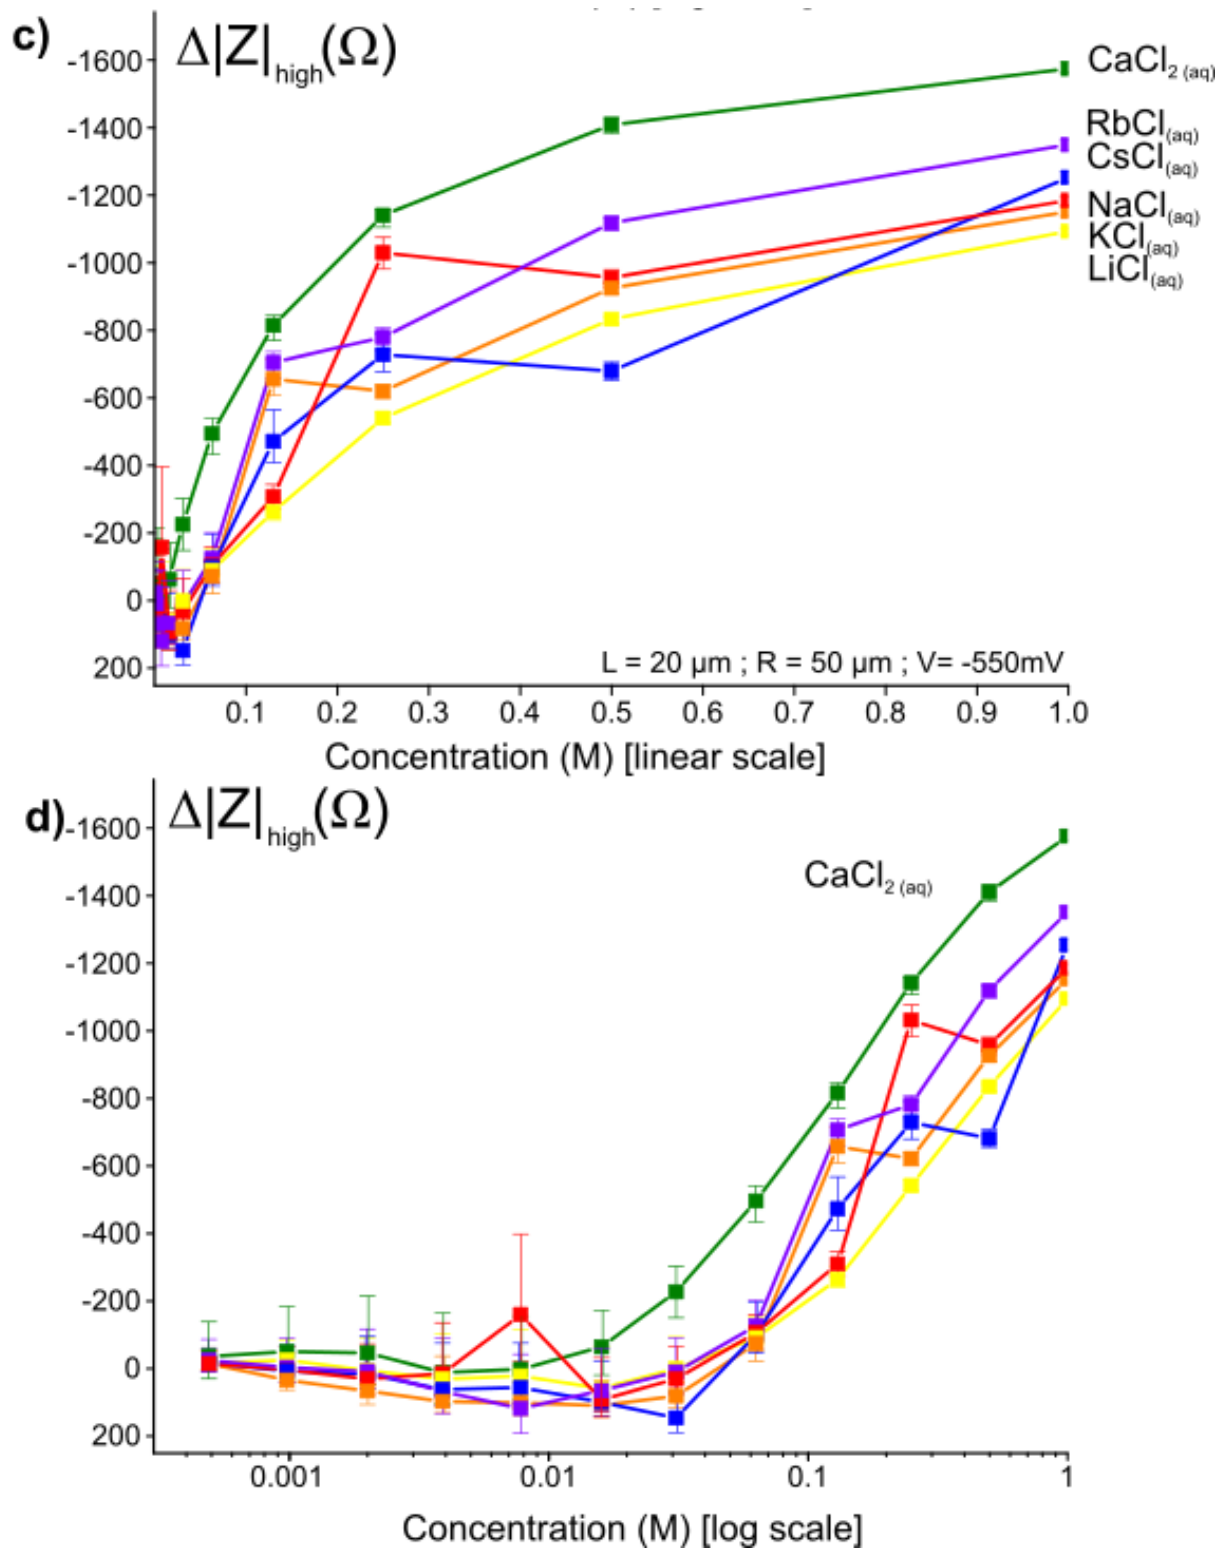 c)
Δ|Z|high(Ω)
-1600
-1400
-1200
-1000
-800
-600
-400
-200
0
200
CaCl2 (aq)
RbCl(aq)
CsCl(aq)
NaCl(aq)
KCl(aq)
LiCl(aq)
L = 20 µm ; R = 50 µm ; V= -550mV
0.1 0.2 0.3 0.4 0.5 0.6 0.7 0.8 0.9 1.0
Concentration (M) [linear scale]
d)
Δ|Z|high(Ω)
-1600
-1400
-1200
-1000
-800
-600
-400
-200
0
200
CaCl2 (aq)
0.001 0.01 0.1 1
Concentration (M) [log scale]